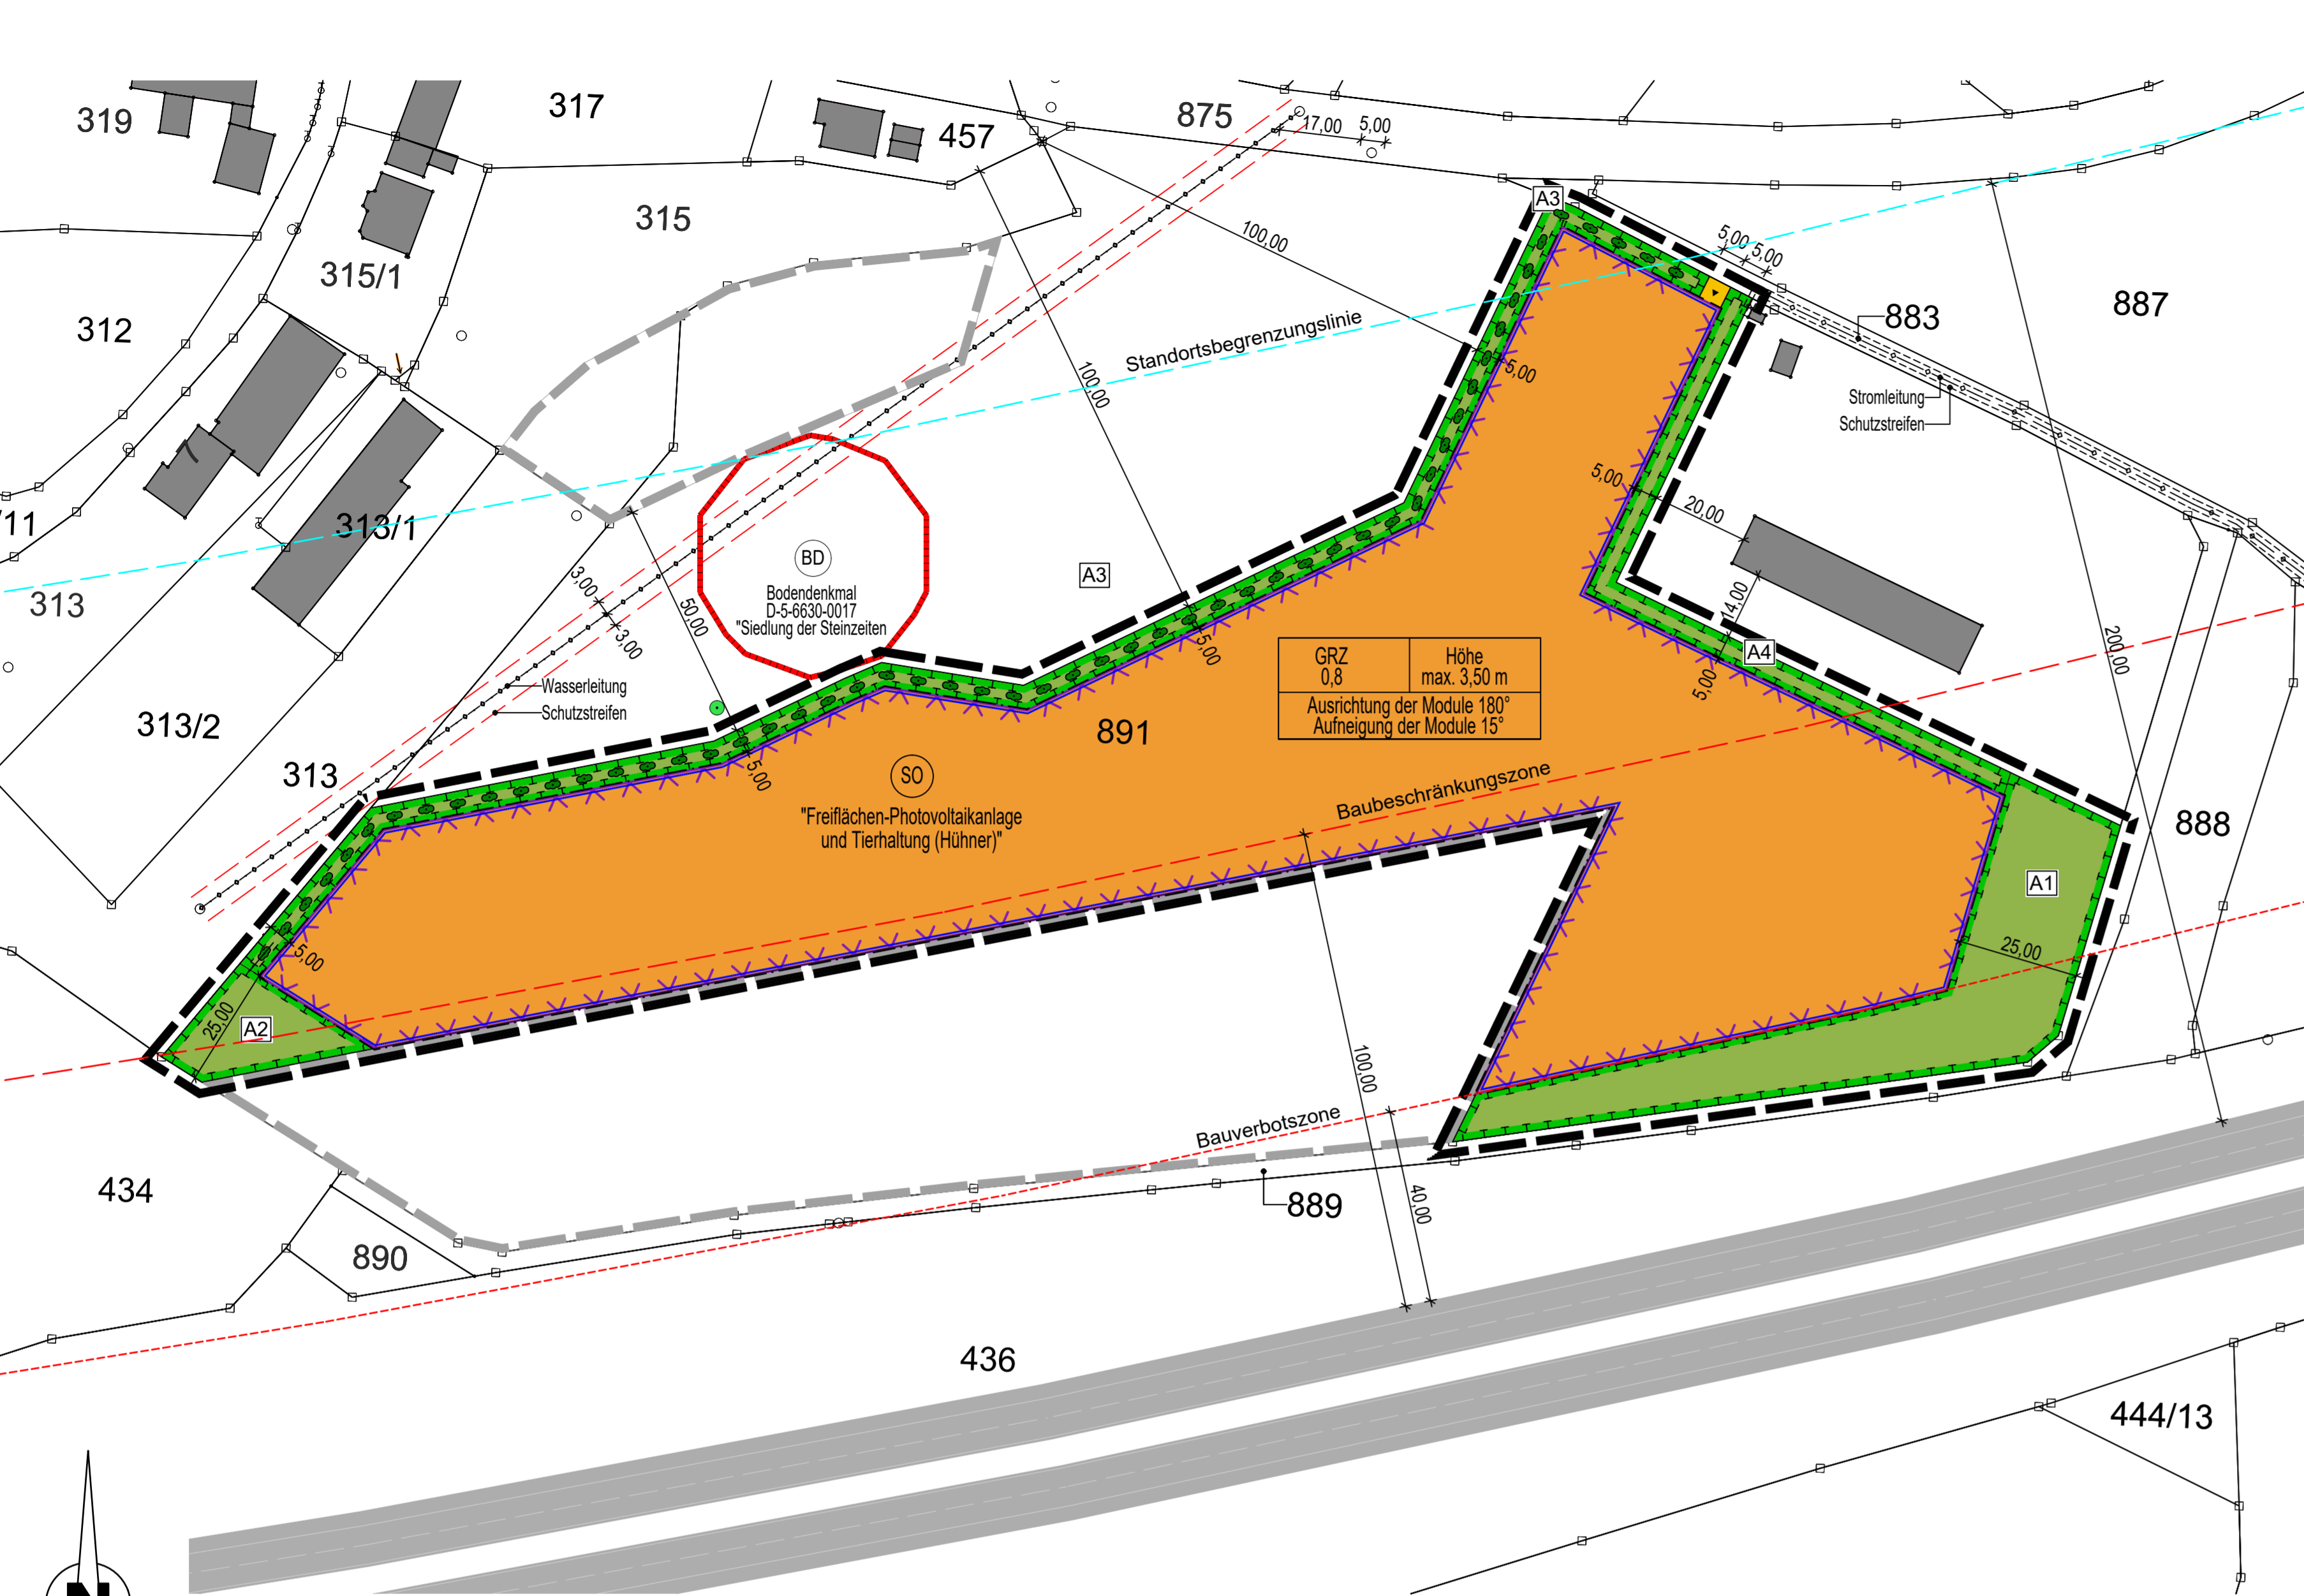 319
317
457
875
17,00
5,00
315
A3
100,00
5,00
5,00
315/1
312
883
887
Standortsbegrenzungslinie
100,00
5,00
Stromleitung
Schutzstreifen
/11
313/1
5,00
20,00
BD
Bodendenkmal
D-5-6630-0017
"Siedlung der Steinzeiten
A3
313
3,00
3,00
50,00
14,00
5,00
GRZ
0,8
Höhe
max. 3,50 m
Ausrichtung der Module 180°
Aufneigung der Module 15°
A4
5,00
200,00
Wasserleitung
Schutzstreifen
313/2
891
313
5,00
SO
"Freiflächen-Photovoltaikanlage
und Tierhaltung (Hühner)"
Baubeschränkungszone
888
A1
5,00
25,00
25,00
A2
100,00
Bauverbotszone
434
889
40,00
890
436
444/13
N